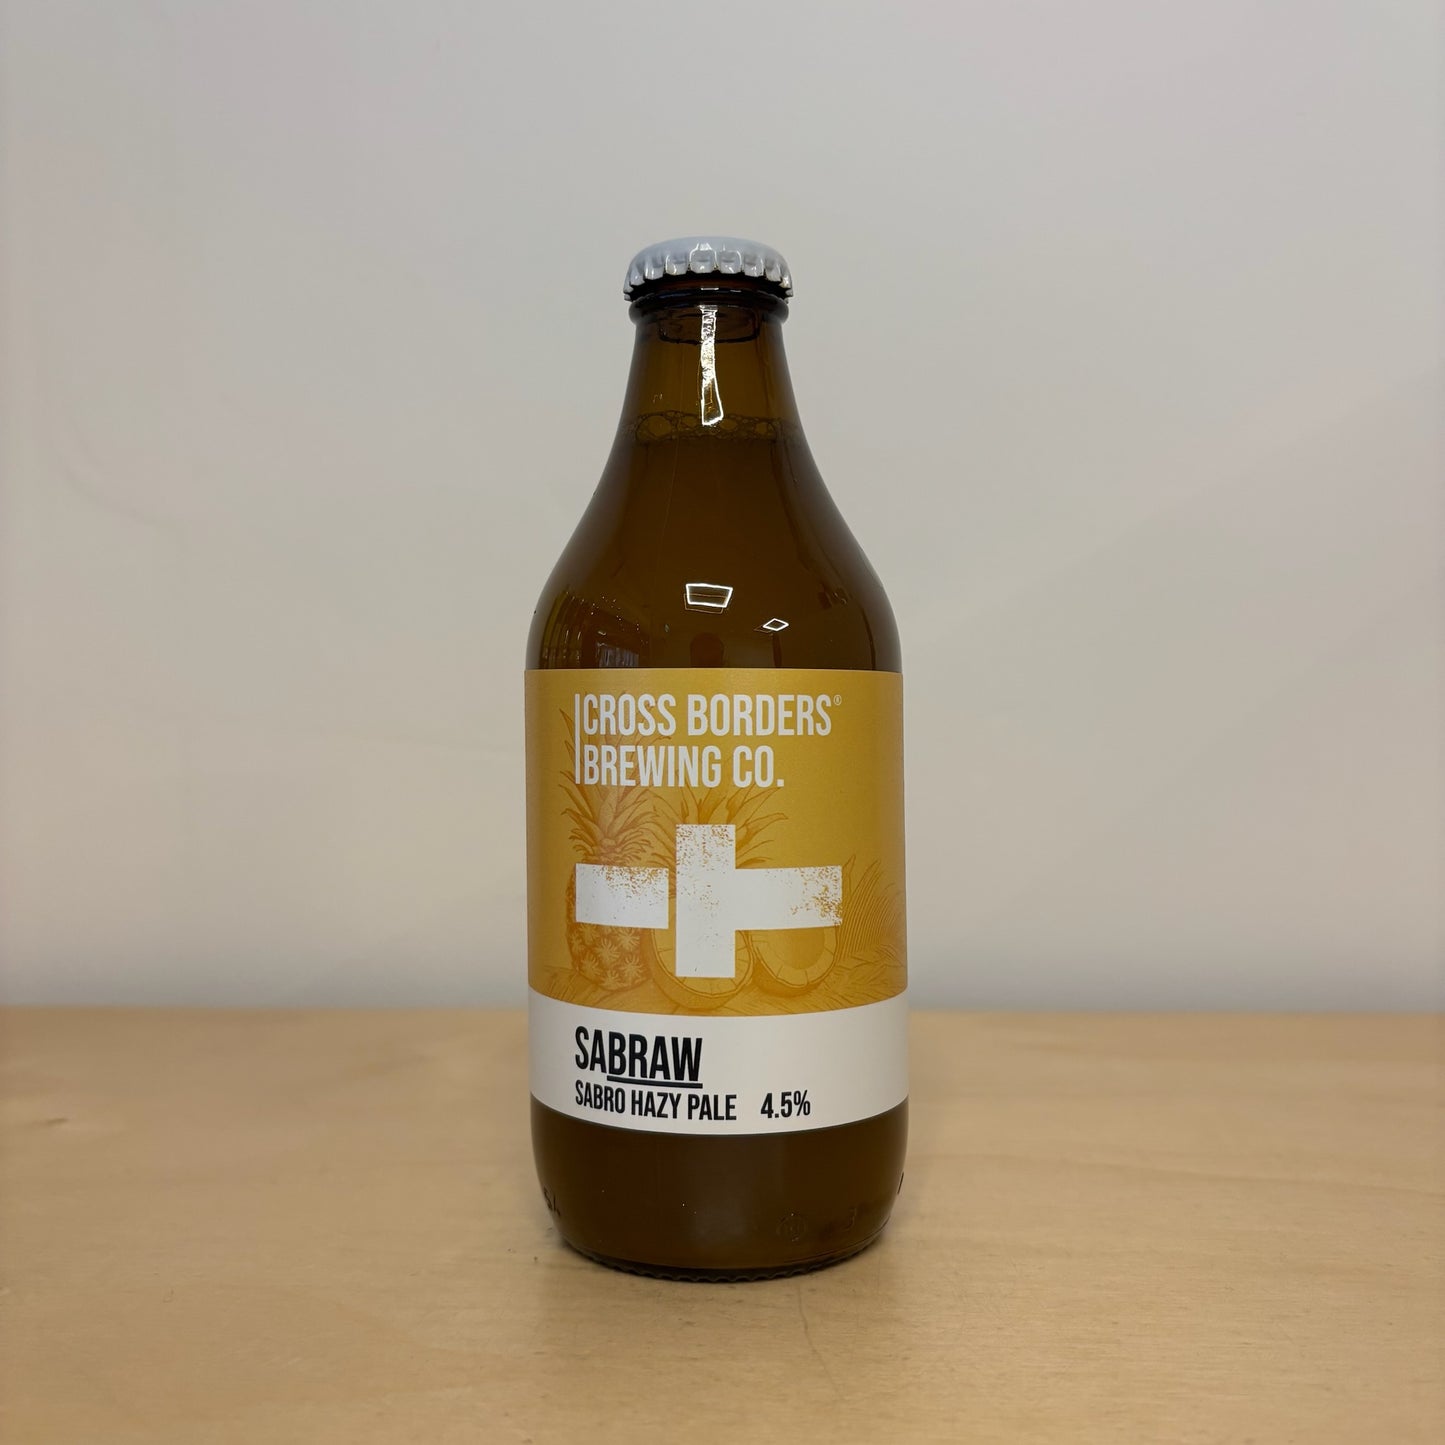 CROSS BORDERS®
BREWING CO.
SABRAW
SABRO HAZY PALE 4.5%